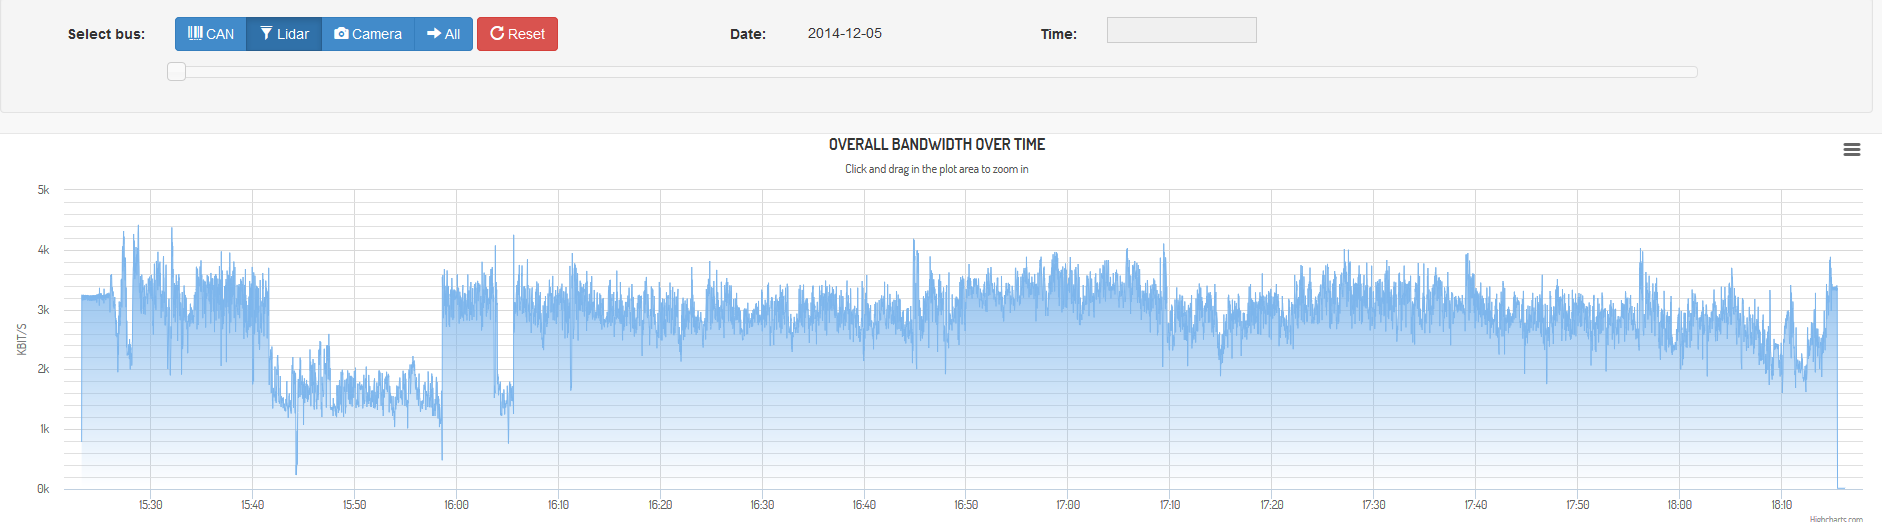 Select bus: CAN Lidar Camera All Reset Date: 2014-12-05 Time:
OVERALL BANDWIDTH OVER TIME
Click and drag in the plot area to zoom in
5k
4k
3k
2k
1k
0k
KBIT/S
15:30 15:40 15:50 16:00 16:10 16:20 16:30 16:40 16:50 17:00 17:10 17:20 17:30 17:40 17:50 18:00 18:10
Highcharts.com